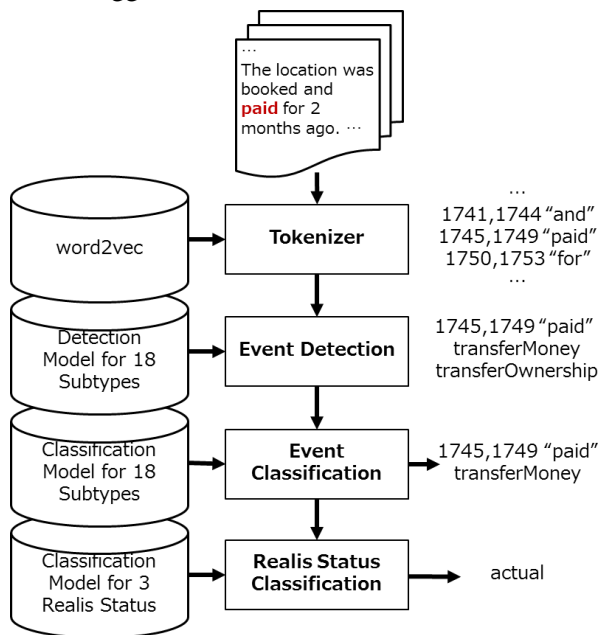 …
The location was
booked and
paid for 2
months ago. …
word2vec
Tokenizer
…
1741,1744 “and”
1745,1749 “paid”
1750,1753 “for”
…
Detection
Model for 18
Subtypes
Event Detection
1745,1749 “paid”
transferMoney
transferOwnership
Classification
Model for 18
Subtypes
Event
Classification
1745,1749 “paid”
transferMoney
Classification
Model for 3
Realis Status
Realis Status
Classification
actual